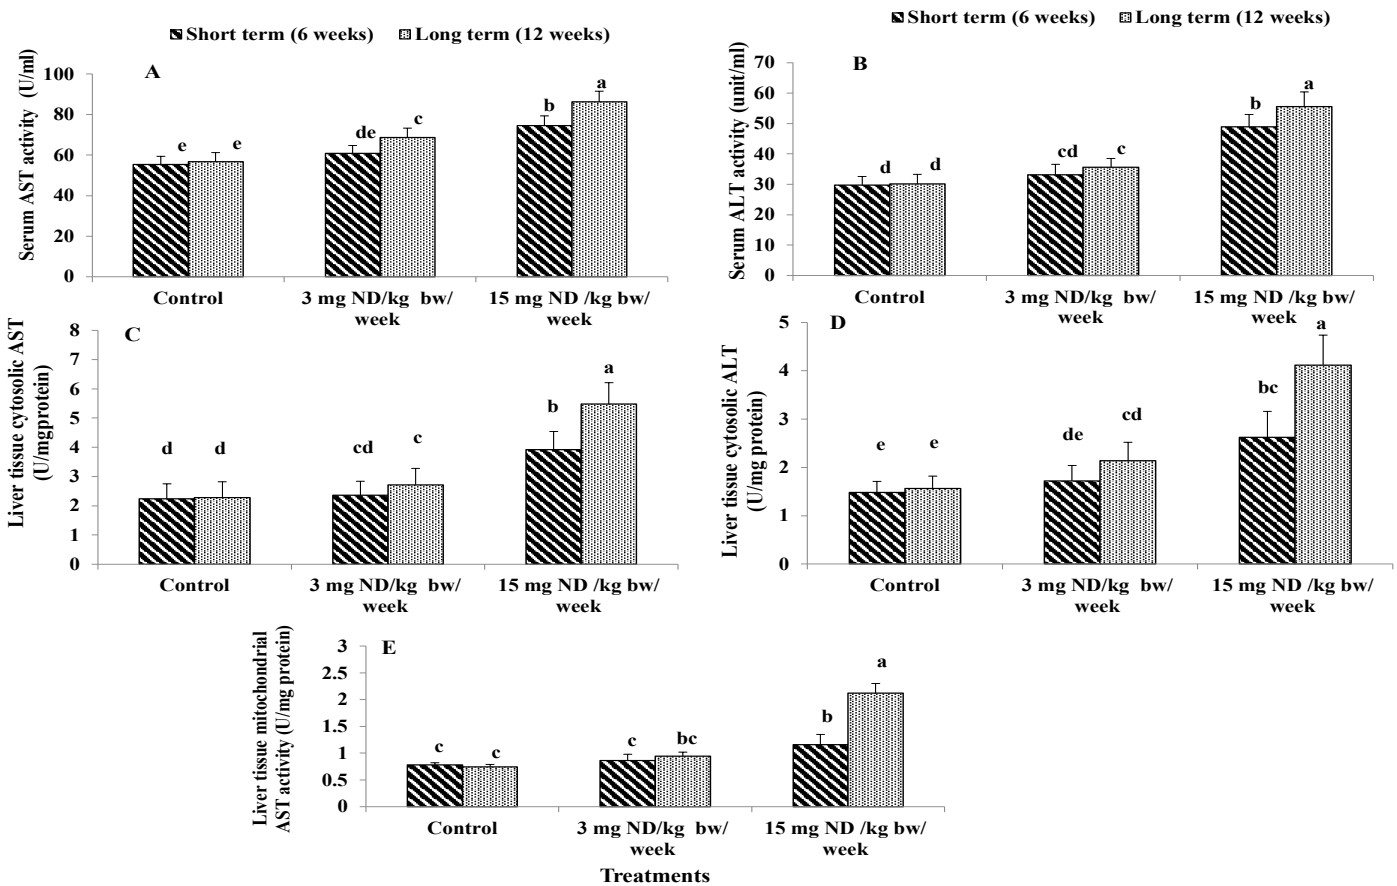 Short term (6 weeks) Long term (12 weeks)
A
Serum AST activity (U/ml)
100
80
60
40
20
0
e e de c b a
Control 3 mg ND/kg bw/ 15 mg ND /kg bw/
week week
Short term (6 weeks) Long term (12 weeks)
B
Serum ALT activity (unit/ml)
70
60
50
40
30
20
10
0
d d cd c b a
Control 3 mg ND/kg bw/ 15 mg ND /kg bw/
week week
C
Liver tissue cytosolic AST
(U/mgprotein)
8
7
6
5
4
3
2
1
0
d d cd c b a
Control 3 mg ND/kg bw/ 15 mg ND /kg bw/
week week
D
Liver tissue cytosolic ALT
(U/mg protein)
5
4
3
2
1
0
e e de cd bc a
Control 3 mg ND/kg bw/ 15 mg ND /kg bw/
week week
E
Liver tissue mitochondrial
AST activity (U/mg protein)
3
2.5
2
1.5
1
0.5
0
c c c bc b a
Control 3 mg ND/kg bw/ 15 mg ND /kg bw/
week week
Treatments